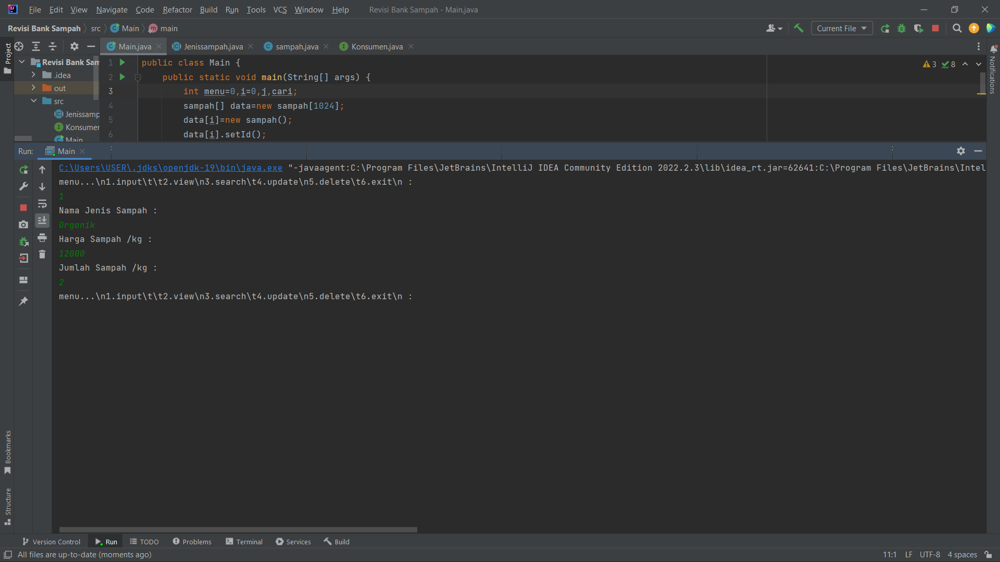 File Edit View Navigate Code Refactor Build Run Tools VCS Window Help Revisi Bank Sampah - Main.java
Revisi Bank Sampah src Main main Current File
Project
Main.java Jenissampah.java sampah.java Konsumen.java
Revisi Bank Sam
.idea
out
src
Jenissamp
Konsumen
Main
1 public class Main {
2 public static void main(String[] args) {
3 int menu=0,i=0,j,cari;
4 sampah[] data=new sampah[1024];
5 data[i]=new sampah();
6 data[i].setId();
3 8
Notifications
Run: Main
C:\Users\USER\.jdks\openjdk-19\bin\java.exe "-javaagent:C:\Program Files\JetBrains\IntelliJ IDEA Community Edition 2022.2.3\lib\idea_rt.jar=62641:C:\Program Files\JetBrains\Intel
menu...\n1.input\t\t2.view\n3.search\t4.update\n5.delete\t6.exit\n :
1
Nama Jenis Sampah :
Organik
Harga Sampah /kg :
12000
Jumlah Sampah /kg :
2
menu...\n1.input\t\t2.view\n3.search\t4.update\n5.delete\t6.exit\n :
Bookmarks
Structure
Version Control Run TODO Problems Terminal Services Build
All files are up-to-date (moments ago) 11:1 LF UTF-8 4 spaces